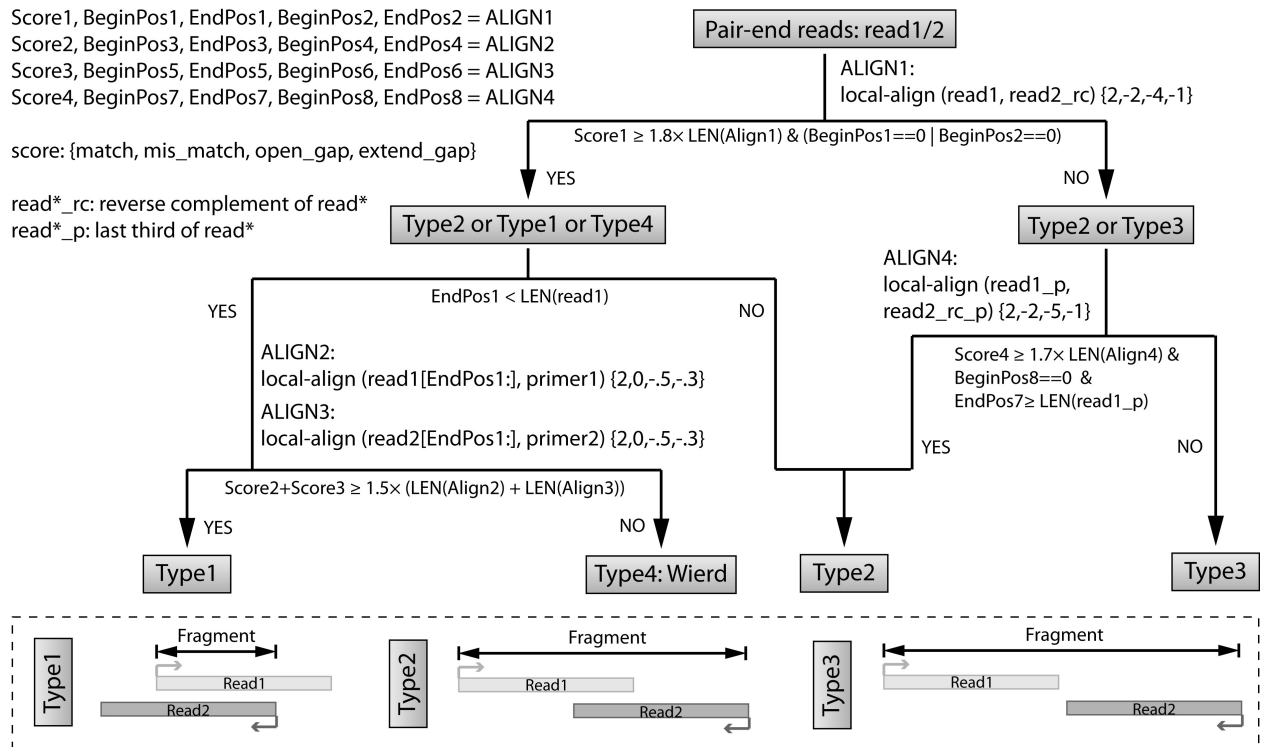 Score1, BeginPos1, EndPos1, BeginPos2, EndPos2 = ALIGN1
Score2, BeginPos3, EndPos3, BeginPos4, EndPos4 = ALIGN2
Score3, BeginPos5, EndPos5, BeginPos6, EndPos6 = ALIGN3
Score4, BeginPos7, EndPos7, BeginPos8, EndPos8 = ALIGN4
score: {match, mis_match, open_gap, extend_gap}
read*_rc: reverse complement of read*
read*_p: last third of read*
Pair-end reads: read1/2
ALIGN1:
local-align (read1, read2_rc) {2,-2,-4,-1}
Score1 ≥ 1.8× LEN(Align1) & (BeginPos1==0 | BeginPos2==0)
YES
NO
Type2 or Type1 or Type4
Type2 or Type3
EndPos1 < LEN(read1)
YES
NO
ALIGN2:
local-align (read1[EndPos1:], primer1) {2,0,-.5,-.3}
ALIGN3:
local-align (read2[EndPos1:], primer2) {2,0,-.5,-.3}
ALIGN4:
local-align (read1_p,
read2_rc_p) {2,-2,-5,-1}
Score4 ≥ 1.7× LEN(Align4) &
BeginPos8==0 &
EndPos7≥ LEN(read1_p)
YES
NO
Score2+Score3 ≥ 1.5× (LEN(Align2) + LEN(Align3))
YES
NO
Type1
Type4: Wierd
Type2
Type3
Type1
Fragment
Read1
Read2
Type2
Fragment
Read1
Read2
Type3
Fragment
Read1
Read2